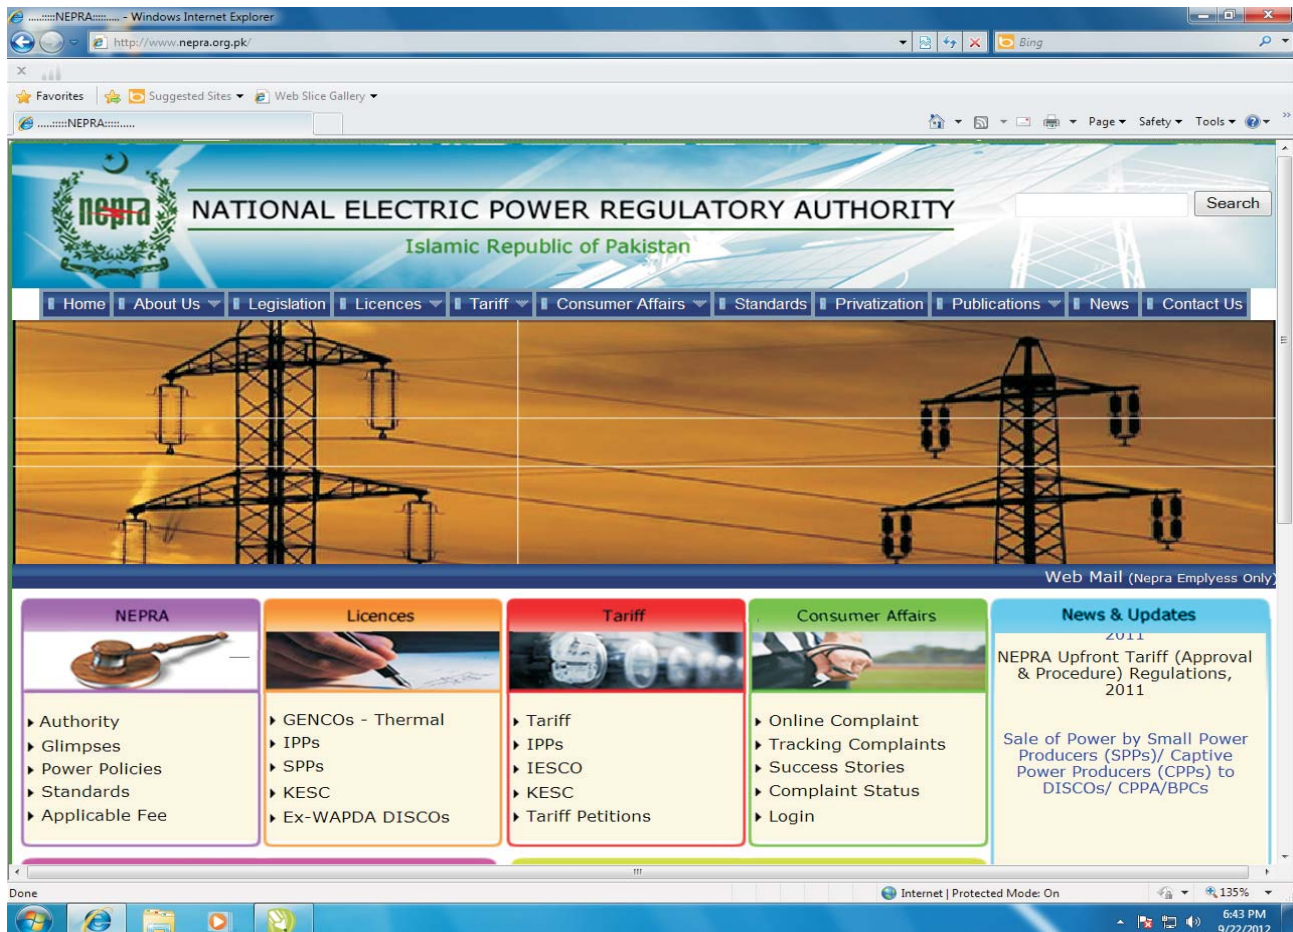 .....::::NEPRA:::::..... - Windows Internet Explorer
http://www.nepra.org.pk/
Bing
Favorites Suggested Sites Web Slice Gallery
.....::::NEPRA:::::.....
Page Safety Tools
nepra
NATIONAL ELECTRIC POWER REGULATORY AUTHORITY
Islamic Republic of Pakistan
Search
Home About Us Legislation Licences Tariff Consumer Affairs Standards Privatization Publications News Contact Us
Web Mail (Nepra Emplyess Only)
NEPRA
Authority
Glimpses
Power Policies
Standards
Applicable Fee
Licences
GENCOs - Thermal
IPPs
SPPs
KESC
Ex-WAPDA DISCOs
Tariff
Tariff
IPPs
IESCO
KESC
Tariff Petitions
Consumer Affairs
Online Complaint
Tracking Complaints
Success Stories
Complaint Status
Login
News & Updates
2011
NEPRA Upfront Tariff (Approval
& Procedure) Regulations,
2011
Sale of Power by Small Power
Producers (SPPs)/ Captive
Power Producers (CPPs) to
DISCOs/ CPPA/BPCs
Done
Internet | Protected Mode: On
135%
6:43 PM
9/22/2012